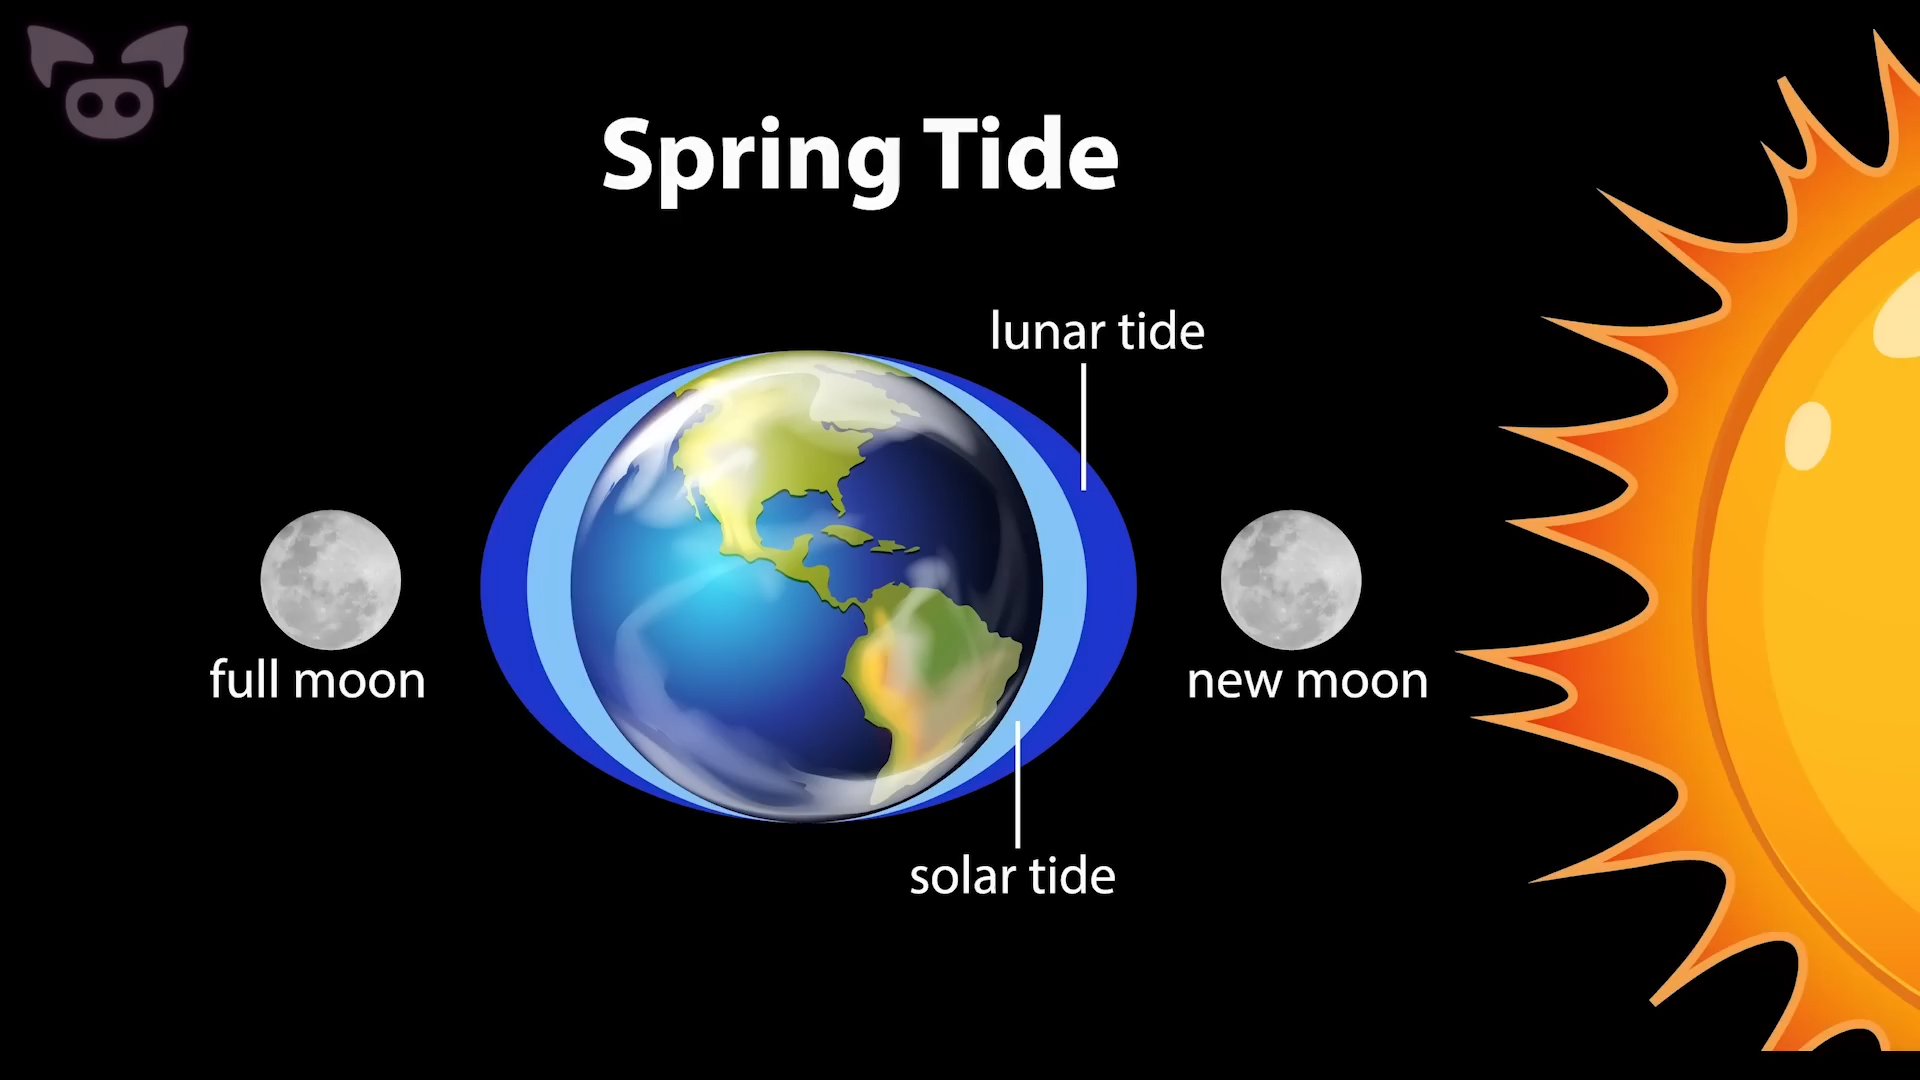 Spring Tide
lunar tide
full moon
new moon
solar tide